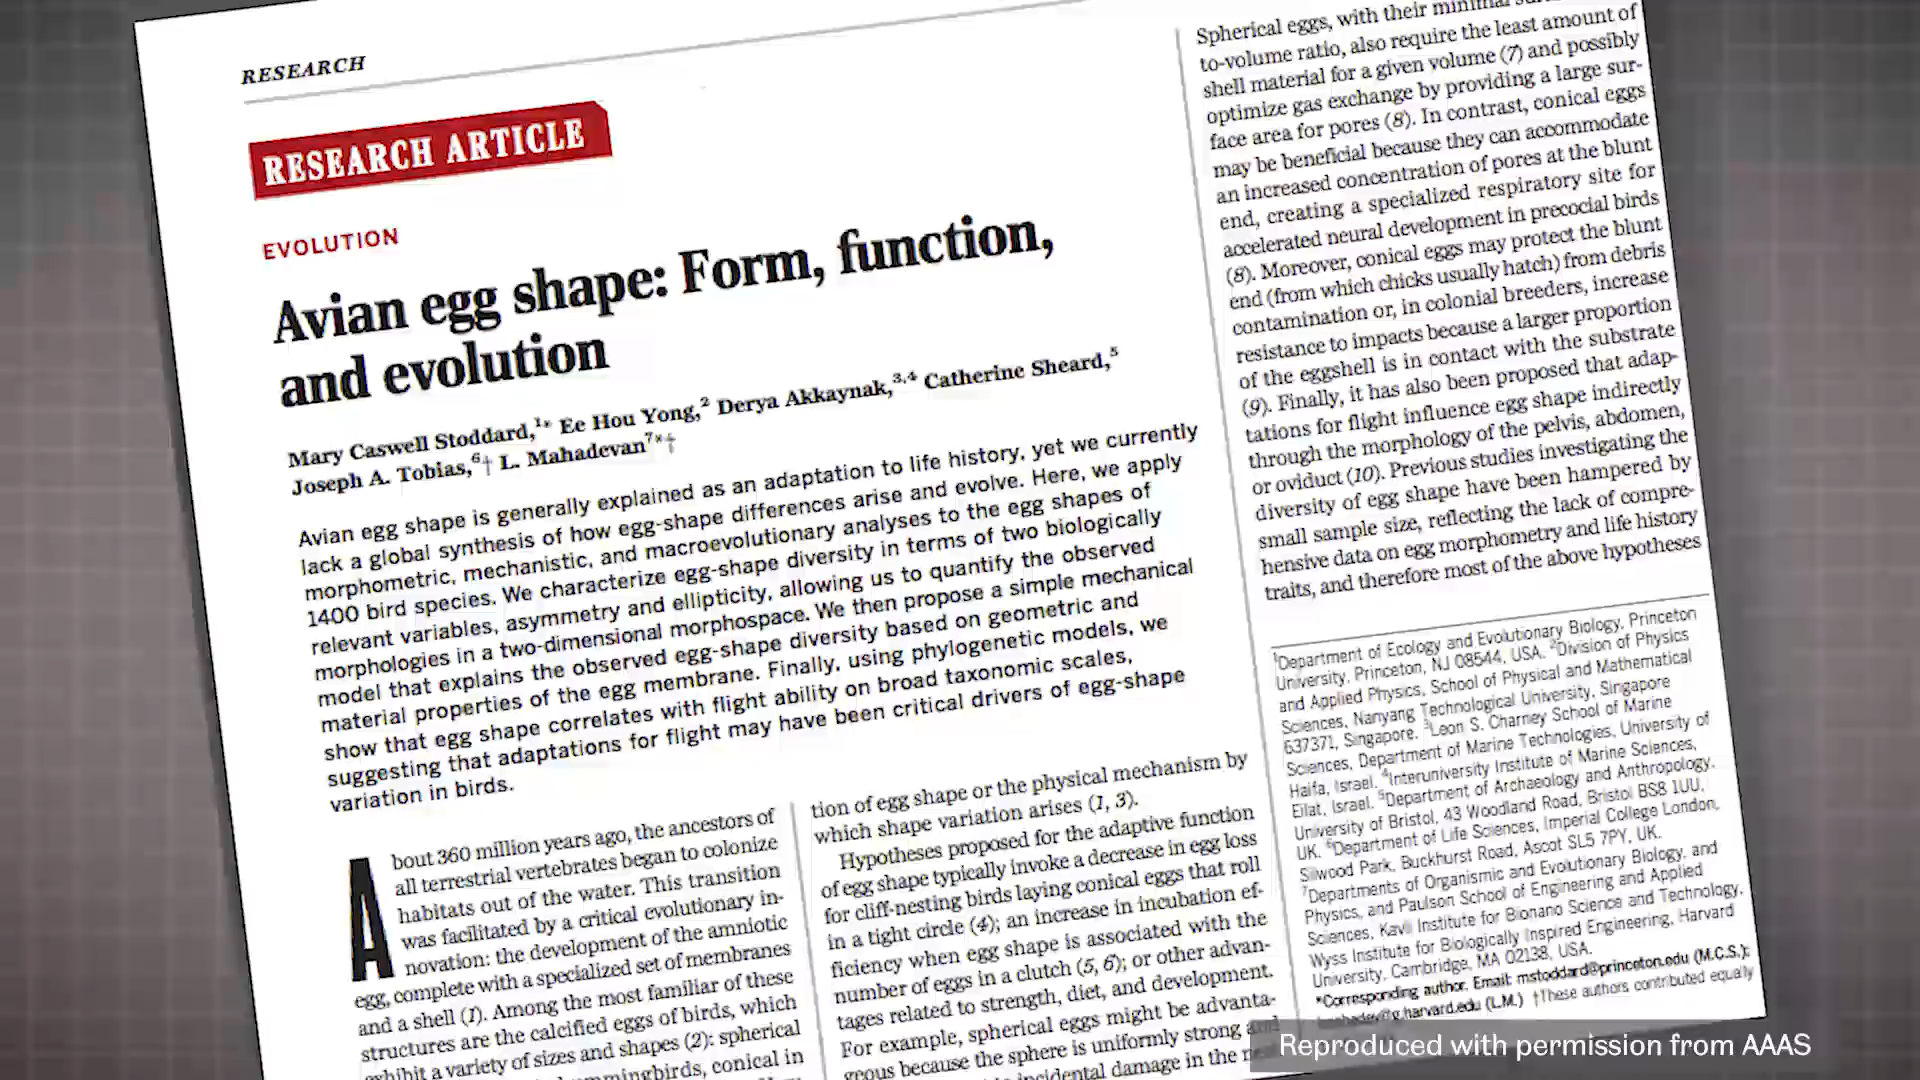 RESEARCH
RESEARCH ARTICLE
EVOLUTION
Avian egg shape: Form, function,
and evolution
Mary Caswell Stoddard,1* Ee Hou Yong,2 Derya Akkaynak,3,4 Catherine Sheard,5
Joseph A. Tobias,6† L. Mahadevan7*†
Avian egg shape is generally explained as an adaptation to life history, yet we currently
lack a global synthesis of how egg-shape differences arise and evolve. Here, we apply
morphometric, mechanistic, and macroevolutionary analyses to the egg shapes of
1400 bird species. We characterize egg-shape diversity in terms of two biologically
relevant variables, asymmetry and ellipticity, allowing us to quantify the observed
morphologies in a two-dimensional morphospace. We then propose a simple mechanical
model that explains the observed egg-shape diversity based on geometric and
material properties of the egg membrane. Finally, using phylogenetic models, we
show that egg shape correlates with flight ability on broad taxonomic scales,
suggesting that adaptations for flight may have been critical drivers of egg-shape
variation in birds.
About 360 million years ago, the ancestors of
all terrestrial vertebrates began to colonize
habitats out of the water. This transition
was facilitated by a critical evolutionary in-
novation: the development of the amniotic
egg, complete with a specialized set of membranes
and a shell (1). Among the most familiar of these
structures are the calcified eggs of birds, which
exhibit a variety of sizes and shapes (2): spherical
conical in
tion of egg shape or the physical mechanism by
which shape variation arises (1, 3).
Hypotheses proposed for the adaptive function
of egg shape typically invoke a decrease in egg loss
for cliff-nesting birds laying conical eggs that roll
in a tight circle (4); an increase in incubation ef-
ficiency when egg shape is associated with the
number of eggs in a clutch (5, 6); or other advan-
tages related to strength, diet, and development.
For example, spherical eggs might be advanta-
geous because the sphere is uniformly strong and
incidental damage in the
Spherical eggs, with their minimal
to-volume ratio, also require the least amount of
shell material for a given volume (7) and possibly
optimize gas exchange by providing a large sur-
face area for pores (8). In contrast, conical eggs
may be beneficial because they can accommodate
an increased concentration of pores at the blunt
end, creating a specialized respiratory site for
accelerated neural development in precocial birds
(8). Moreover, conical eggs may protect the blunt
end (from which chicks usually hatch) from debris
contamination or, in colonial breeders, increase
resistance to impacts because a larger proportion
of the eggshell is in contact with the substrate
(9). Finally, it has also been proposed that adap-
tations for flight influence egg shape indirectly
through the morphology of the pelvis, abdomen,
or oviduct (10). Previous studies investigating the
diversity of egg shape have been hampered by
small sample size, reflecting the lack of compre-
hensive data on egg morphometry and life history
traits, and therefore most of the above hypotheses
1Department of Ecology and Evolutionary Biology, Princeton
University, Princeton, NJ 08544, USA. 2Division of Physics
and Applied Physics, School of Physical and Mathematical
Sciences, Nanyang Technological University, Singapore
637371, Singapore. 3Leon S. Charney School of Marine
Sciences, Department of Marine Technologies, University of
Haifa, Israel. 4Interuniversity Institute of Marine Sciences,
Eilat, Israel. 5Department of Archaeology and Anthropology,
University of Bristol, 43 Woodland Road, Bristol BS8 1UU,
UK. 6Department of Life Sciences, Imperial College London,
Silwood Park, Buckhurst Road, Ascot SL5 7PY, UK.
7Departments of Organismic and Evolutionary Biology, and
Physics, and Paulson School of Engineering and Applied
Sciences, Kavli Institute for Bionano Science and Technology,
Wyss Institute for Biologically Inspired Engineering, Harvard
University, Cambridge, MA 02138, USA.
*Corresponding author. Email: mstoddard@princeton.edu (M.C.S.);
(L.M.) †These authors contributed equally
Reproduced with permission from AAAS